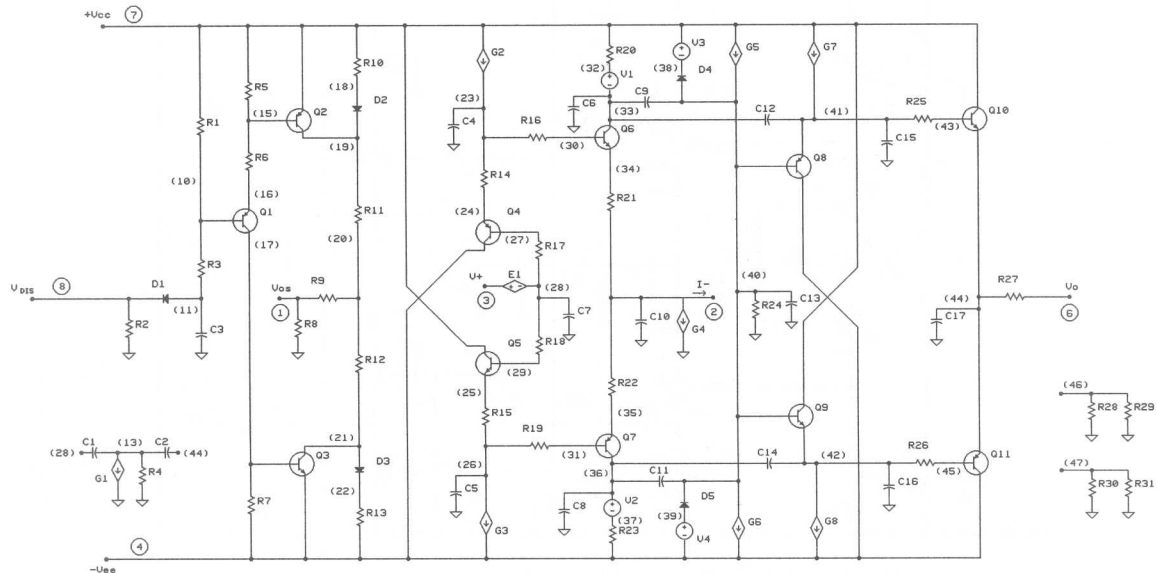 +Vcc (7)
G2 R20 V3 G5 G7
R10 (32) (38)
(18) V1 D4
R5 D2
(23) C6 C9
(15) Q2 (33) C12 (41) R25 Q10
R1 C4 R16 Q6 C15 (43)
(19) (30)
R6 (34) Q8
R14
(10) (16) R11 R21
Q1 (24) Q4
(17) (20) (27) R17
R3
V+ E1 (28) (40) R27
V DIS (8) D1 Vos R9 (3) I- Vo
(11) (1) (2) R24 C13 (44) (6)
R2 C3 R8 C7 C10 G4 C17
R18
Q5
R12 (29) R22
(25) (35) (46)
Q9 R28 R29
R15 R19 Q7
C1 (13) C2 (21) D3 (31) C14 (42) R26
(28) (44) Q3 (26) (36) C11 (45) Q11
G1 R4 (22) C5 C8 V2 D5 C16 (47)
R7 R13 G3 (37) (39) R30 R31
R23 V4 G6 G8
(4)
-Vee